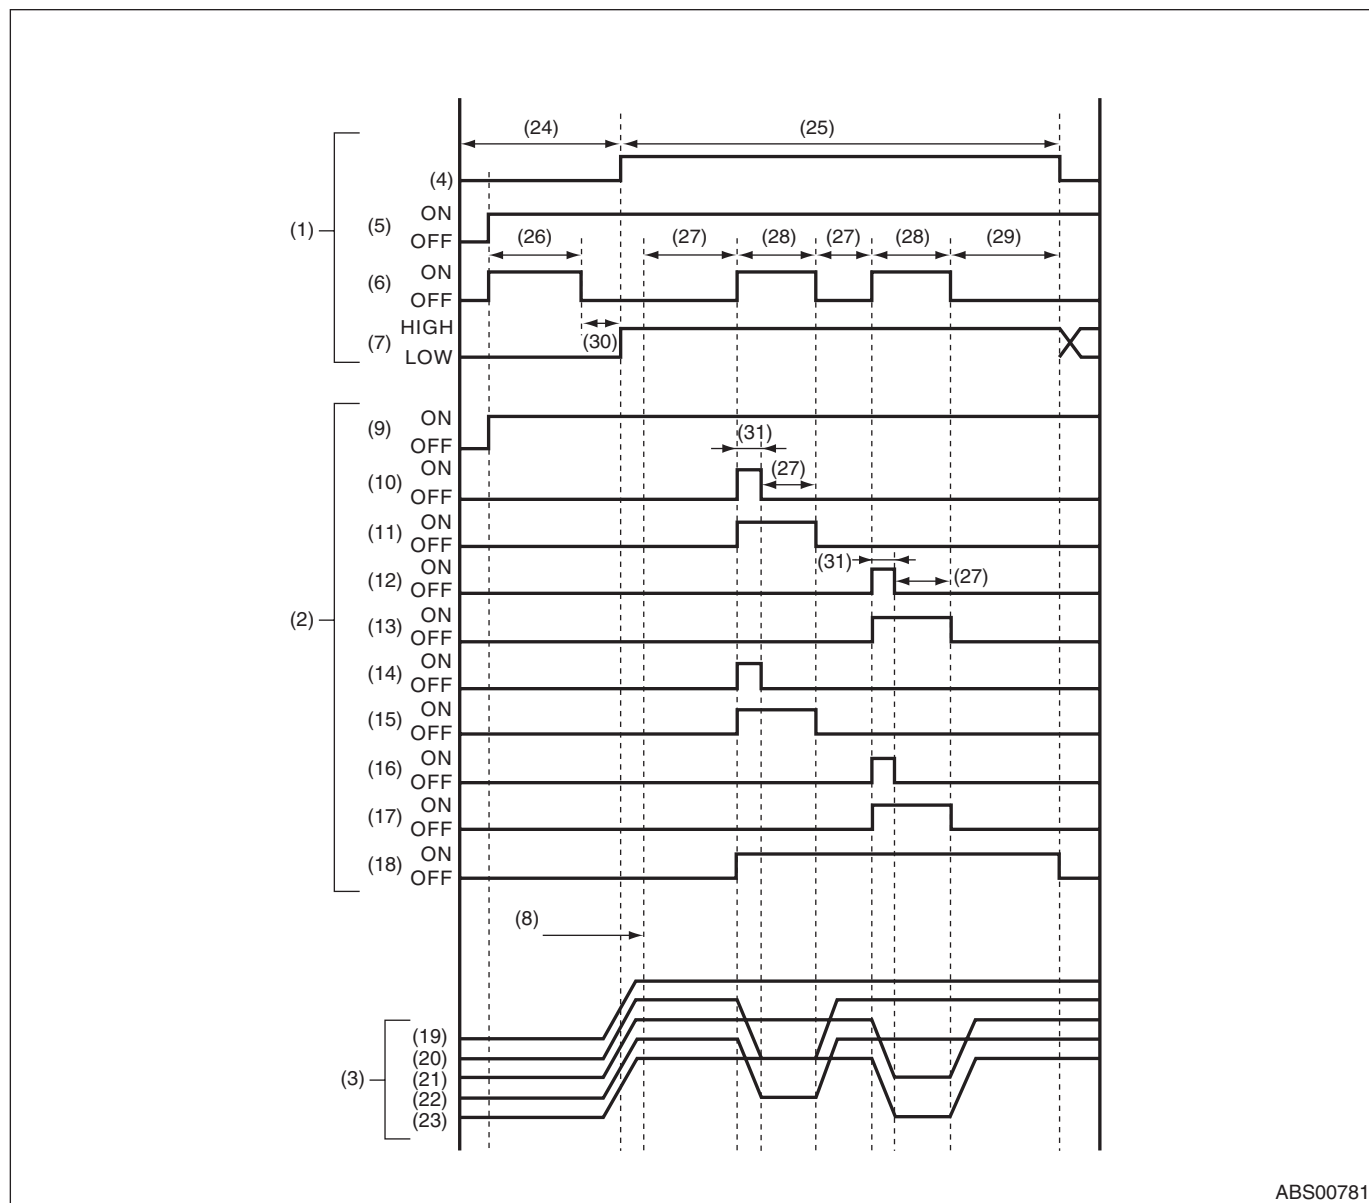 (24) (25)
(4)
(1) (5) ON
OFF
(26) (27) (28) (27) (28) (29)
(6) ON
OFF
(7) HIGH
LOW
(30)
(2) (9) ON
OFF
(31)
(10) ON
OFF
(27)
(11) ON
OFF
(31)
(12) ON
OFF
(27)
(13) ON
OFF
(14) ON
OFF
(15) ON
OFF
(16) ON
OFF
(17) ON
OFF
(18) ON
OFF
(8)
(3) (19)
(20)
(21)
(22)
(23)
ABS00781